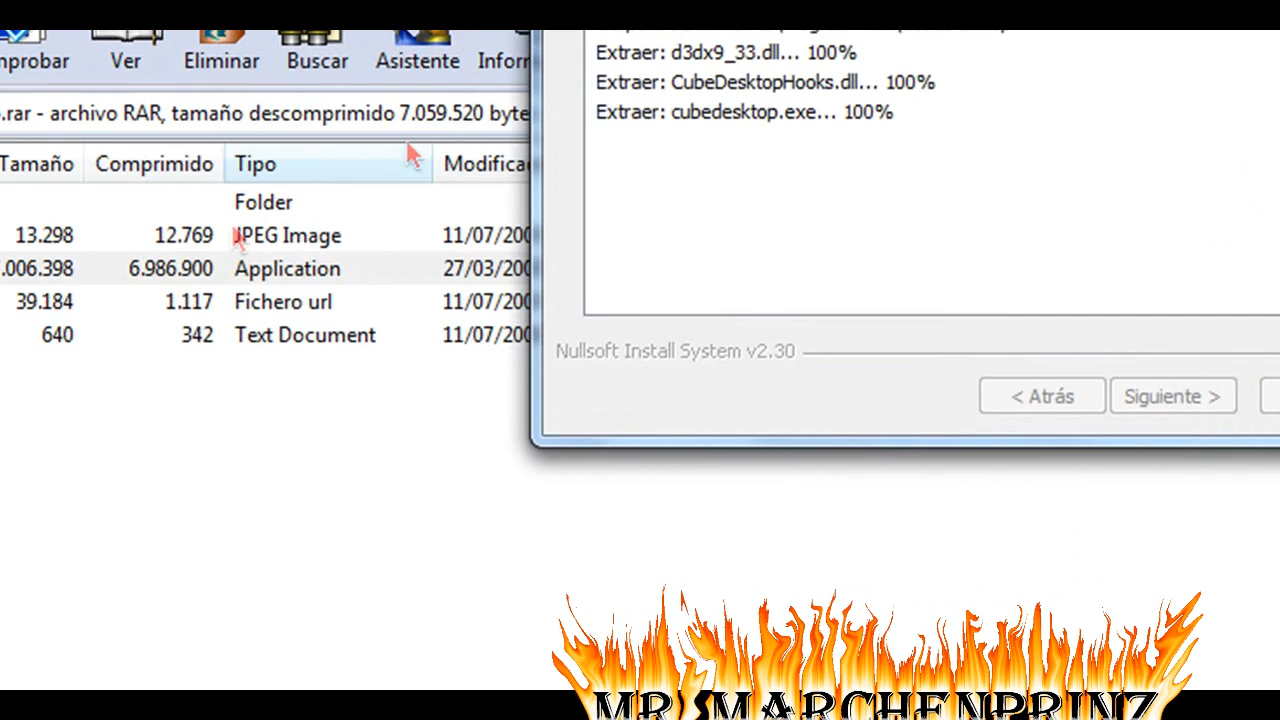 Comprobar Ver Eliminar Buscar Asistente
.rar - archivo RAR, tamaño descomprimido 7.059.520 byte
Tamaño Comprimido Tipo Modifica
Folder
13.298 12.769 JPEG Image 11/07/200
.006.398 6.986.900 Application 27/03/200
39.184 1.117 Fichero url 11/07/200
640 342 Text Document 11/07/200
Extraer: d3dx9_33.dll... 100%
Extraer: CubeDesktopHooks.dll... 100%
Extraer: cubedesktop.exe... 100%
Nullsoft Install System v2.30
< Atrás Siguiente >
MR MARCHENPRINZ